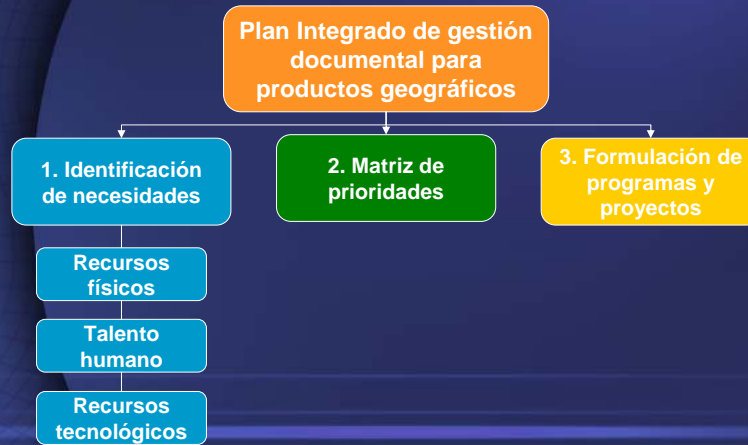 Plan Integrado de gestión
documental para
productos geográficos
1. Identificación
de necesidades
2. Matriz de
prioridades
3. Formulación de
programas y
proyectos
Recursos
físicos
Talento
humano
Recursos
tecnológicos